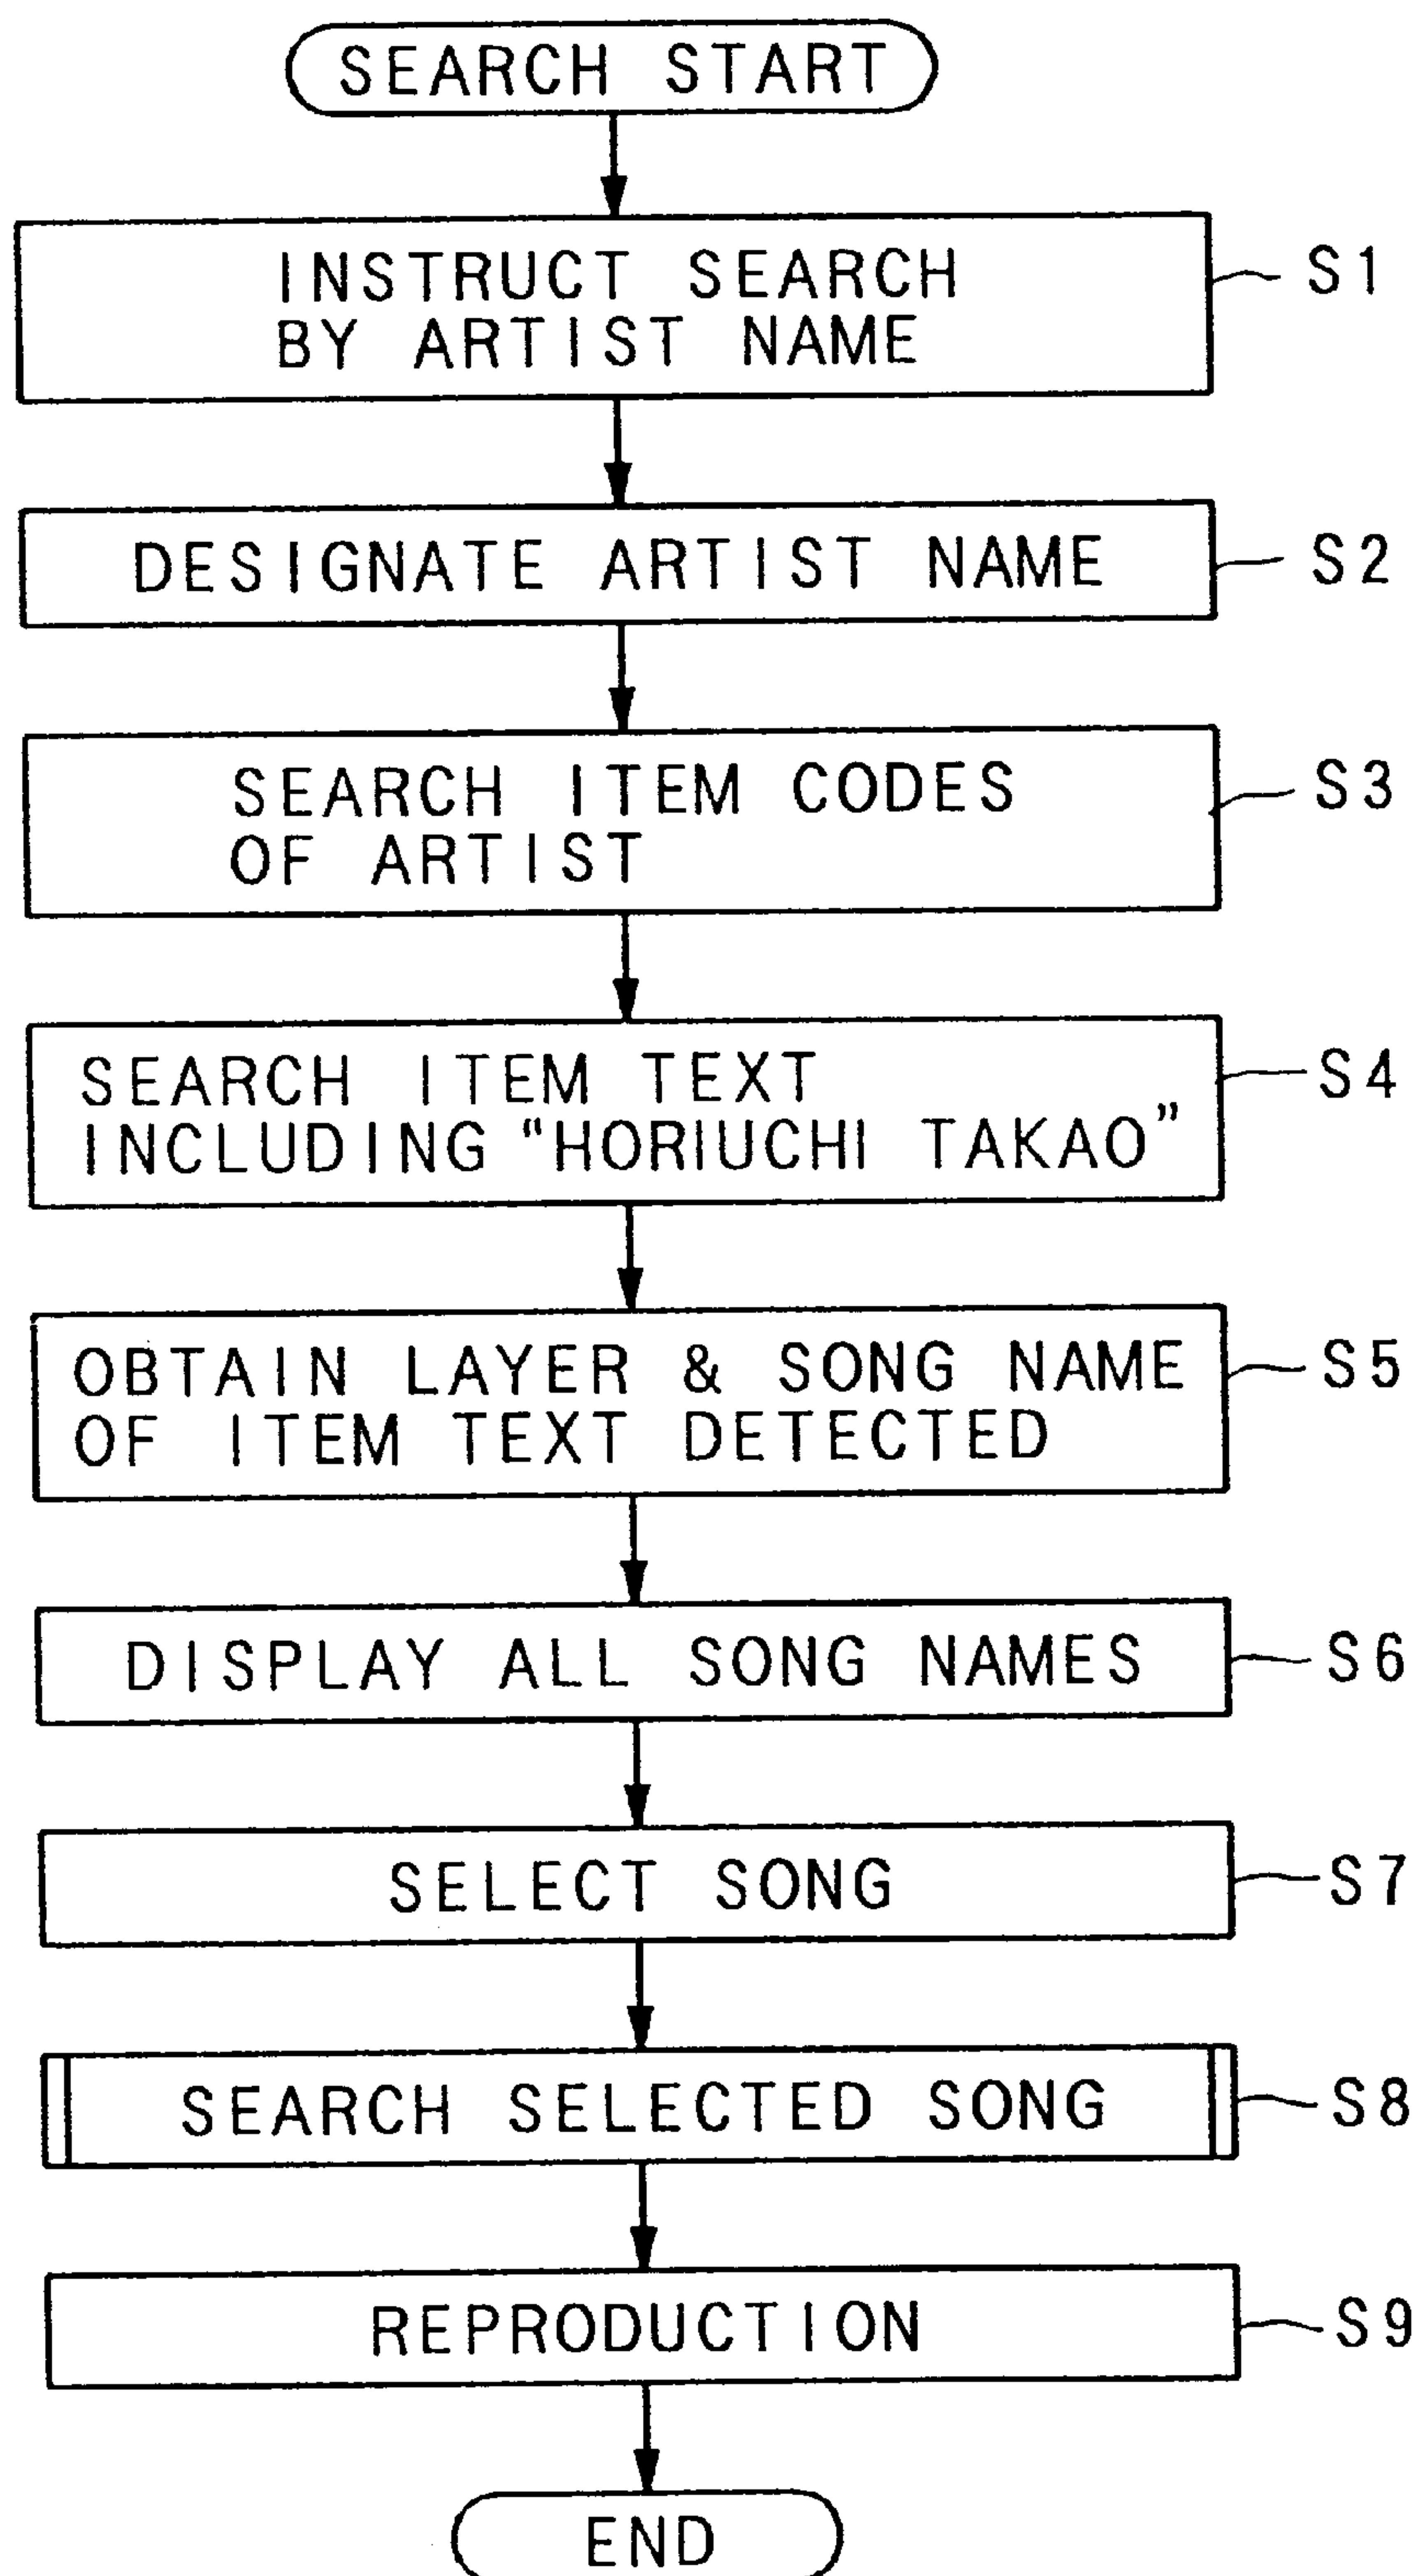 SEARCH START
INSTRUCT SEARCH
BY ARTIST NAME
S1
DESIGNATE ARTIST NAME
S2
SEARCH ITEM CODES
OF ARTIST
S3
SEARCH ITEM TEXT
INCLUDING “HORIUCHI TAKAO”
S4
OBTAIN LAYER & SONG NAME
OF ITEM TEXT DETECTED
S5
DISPLAY ALL SONG NAMES
S6
SELECT SONG
S7
SEARCH SELECTED SONG
S8
REPRODUCTION
S9
END